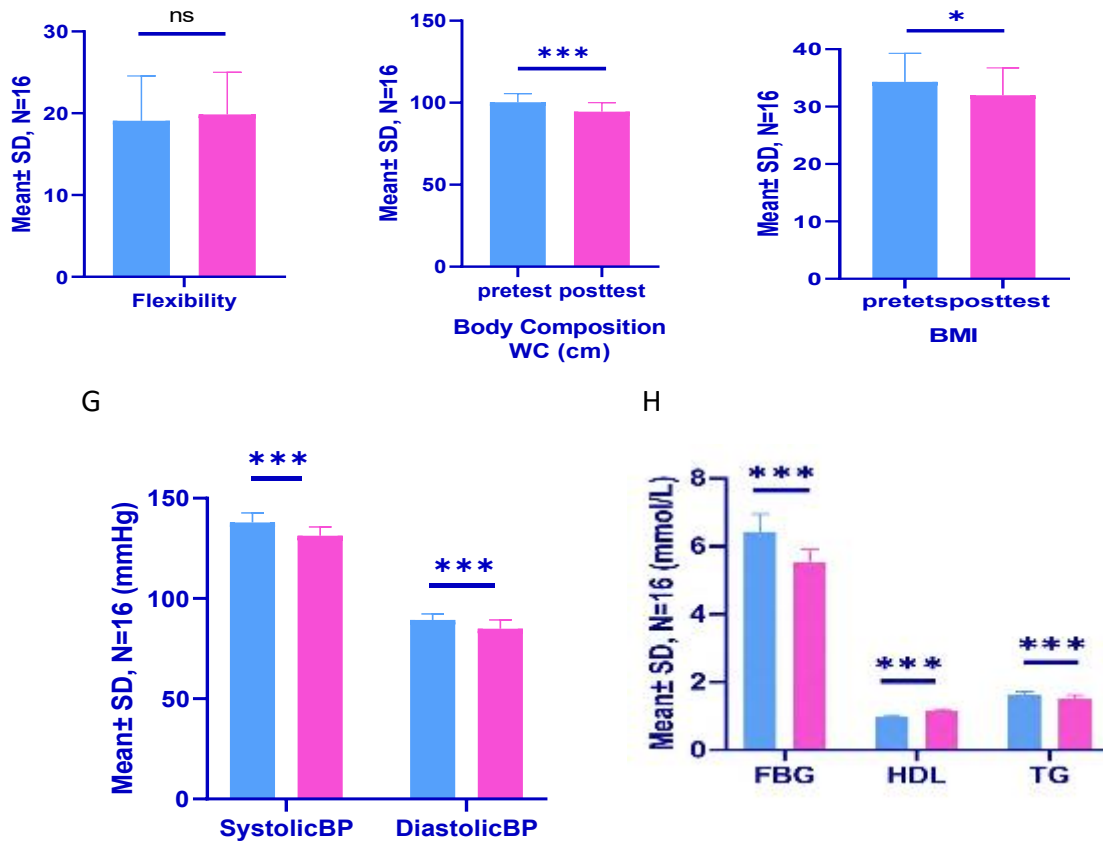 ns
30
20
10
0
Mean± SD, N=16
Flexibility
***
150
100
50
0
Mean± SD, N=16
pretest posttest
Body Composition
WC (cm)
*
40
30
20
10
0
Mean± SD, N=16
pretetsposttest
BMI
G
***
***
150
100
50
0
Mean± SD, N=16 (mmHg)
SystolicBP DiastolicBP
H
***
***
***
8
6
4
2
0
Mean± SD, N=16 (mmol/L)
FBG HDL TG